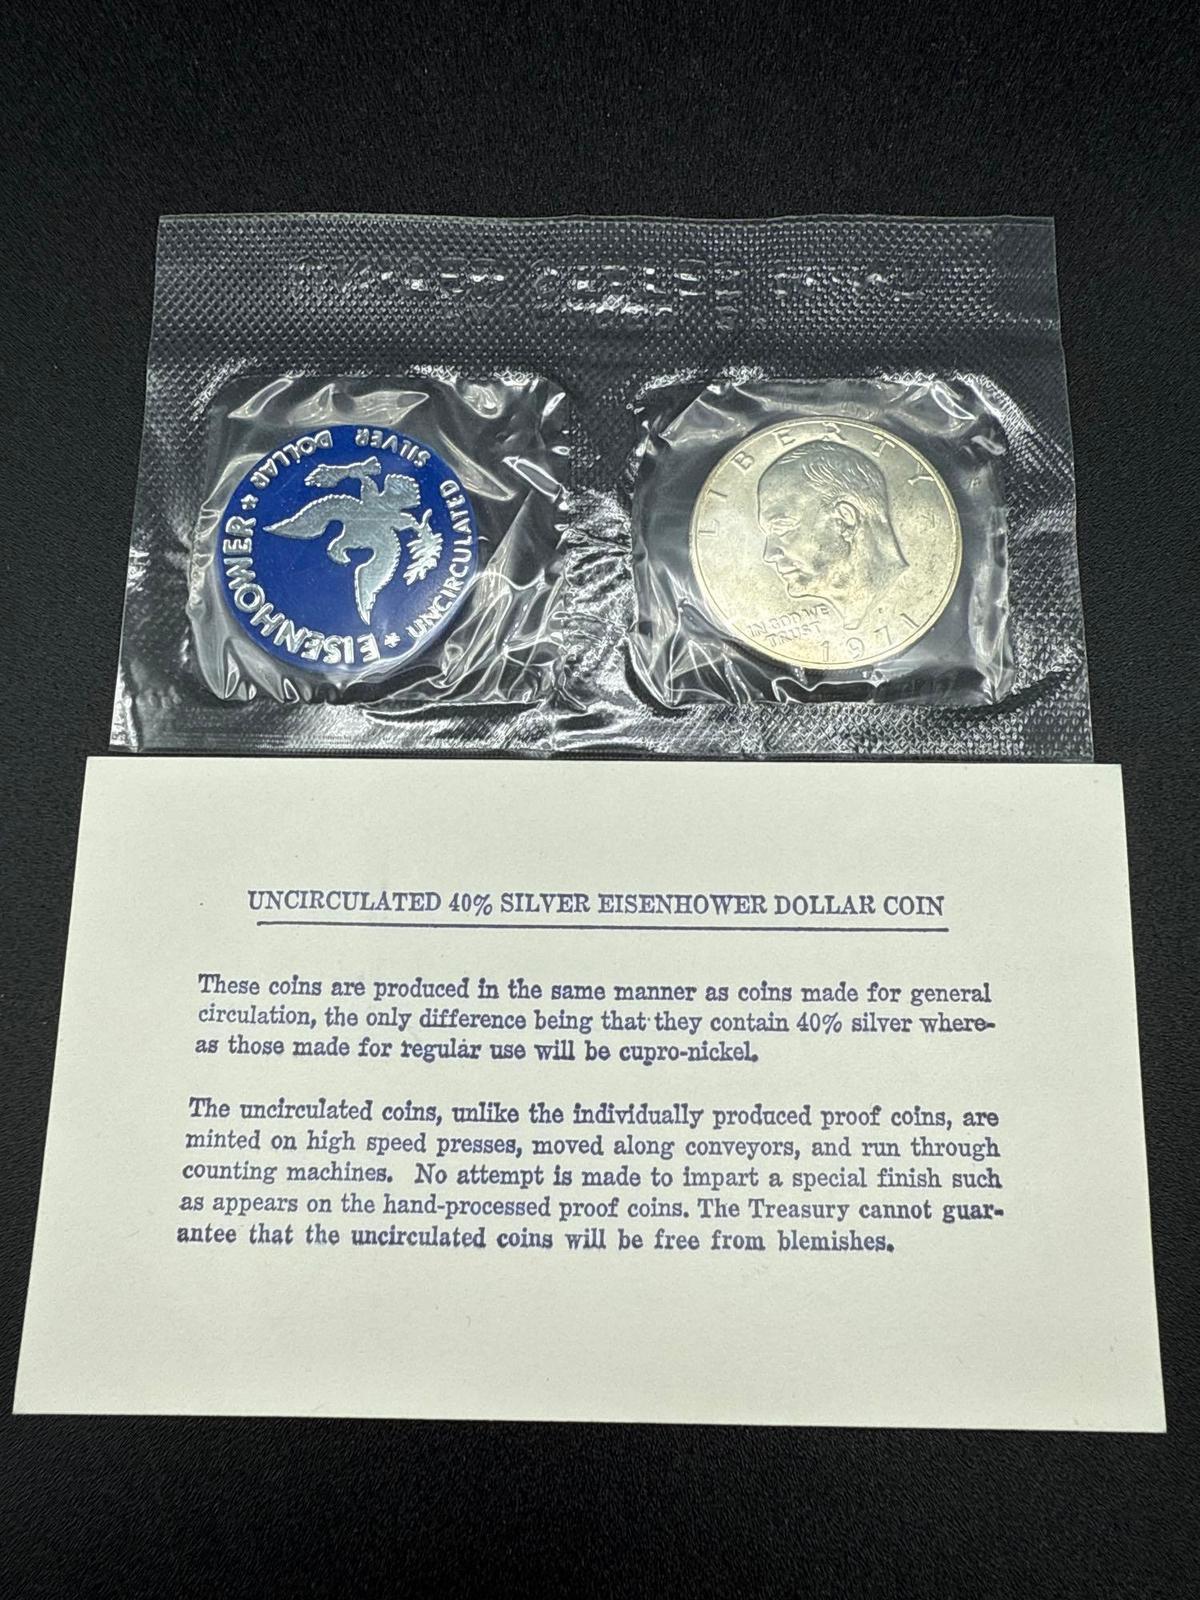 SILVER DOLLAR
EISENHOWER
UNCIRCULATED
LIBERTY
IN GOD WE
TRUST
1971
UNCIRCULATED 40% SILVER EISENHOWER DOLLAR COIN
These coins are produced in the same manner as coins made for general
circulation, the only difference being that they contain 40% silver where-
as those made for regular use will be cupro-nickel.
The uncirculated coins, unlike the individually produced proof coins, are
minted on high speed presses, moved along conveyors, and run through
counting machines. No attempt is made to impart a special finish such
as appears on the hand-processed proof coins. The Treasury cannot guar-
antee that the uncirculated coins will be free from blemishes.